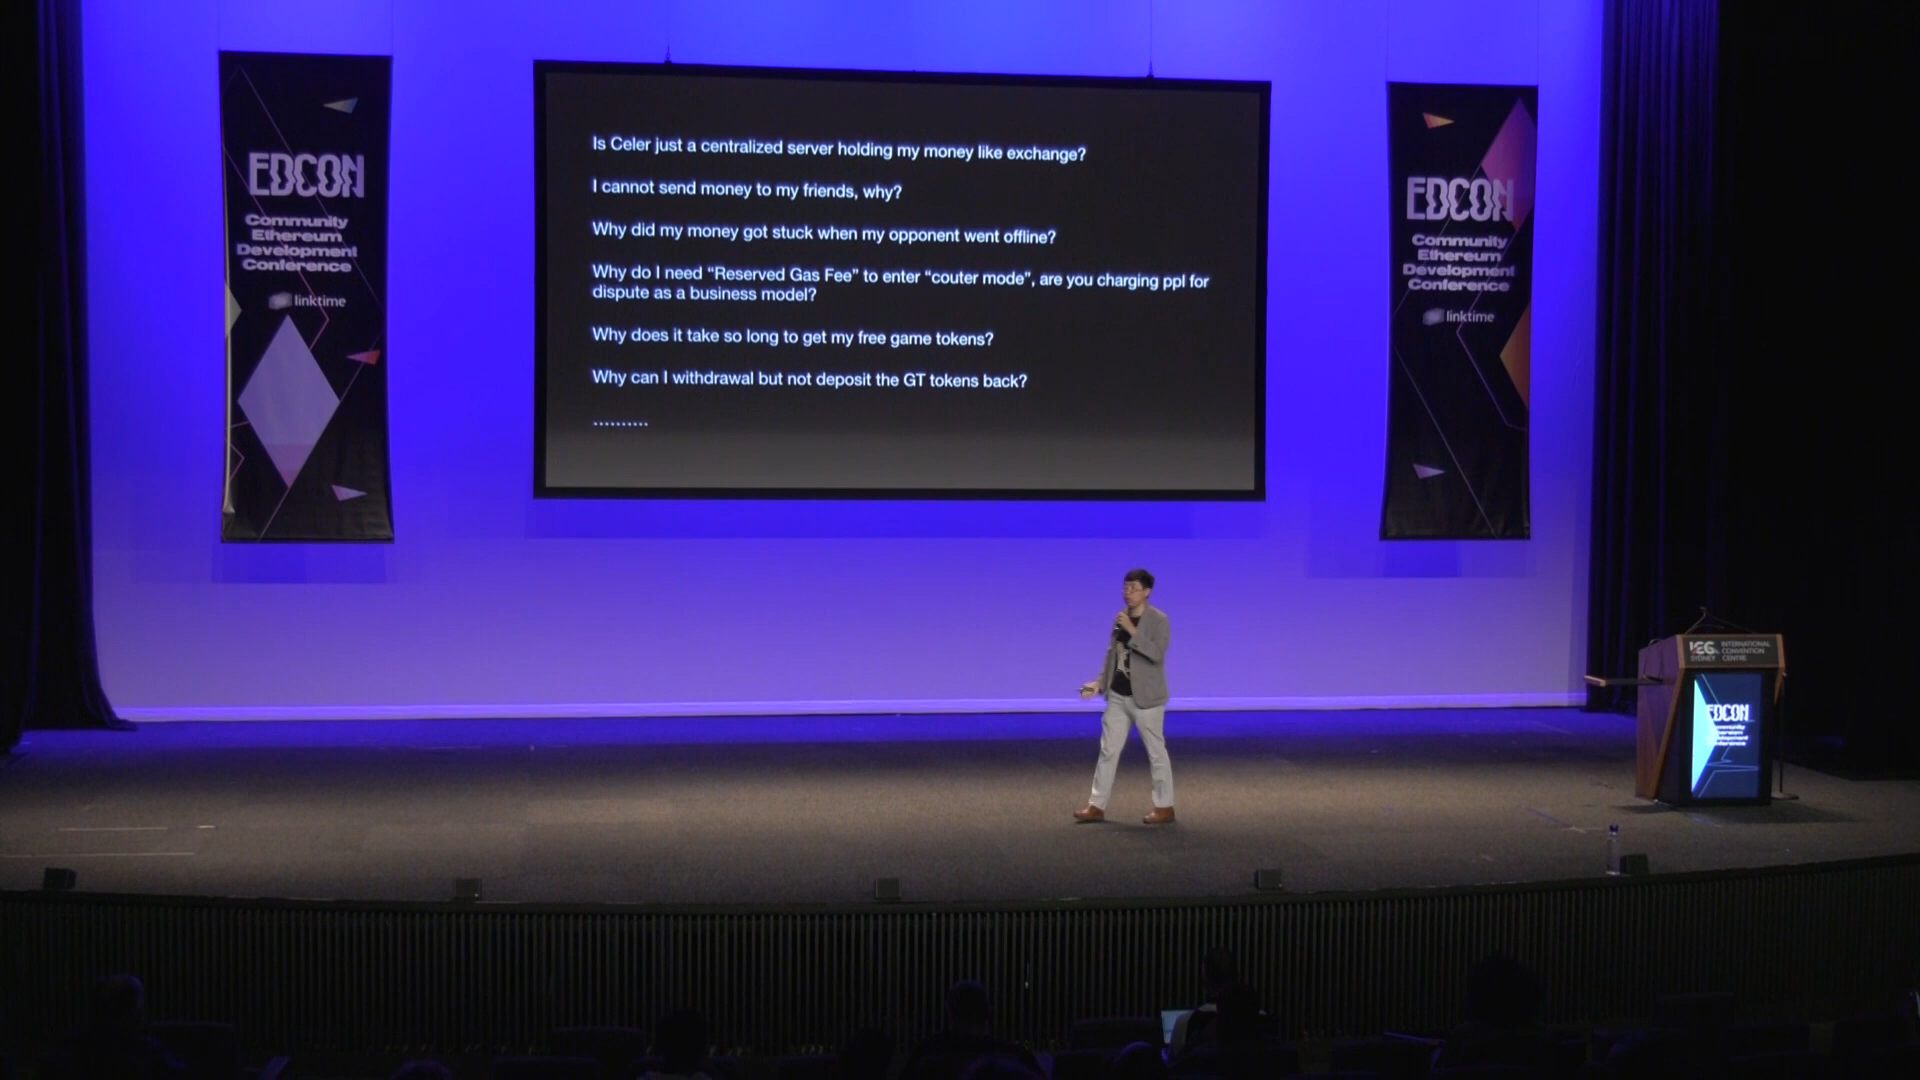 EDCON
Community
Ethereum
Development
Conference
linktime
Is Celer just a centralized server holding my money like exchange?
I cannot send money to my friends, why?
Why did my money got stuck when my opponent went offline?
Why do I need “Reserved Gas Fee” to enter “couter mode”, are you charging ppl for
dispute as a business model?
Why does it take so long to get my free game tokens?
Why can I withdrawal but not deposit the GT tokens back?
..........
EDCON
Community
Ethereum
Development
Conference
linktime
INTERNATIONAL
CONVENTION
CENTRE
SYDNEY
EDCON
Community
Ethereum
Development
Conference